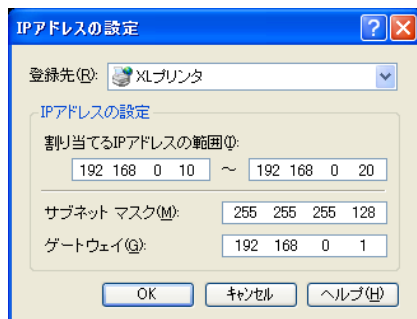 IPアドレスの設定
登録先(R): XLプリンタ
IPアドレスの設定
割り当てるIPアドレスの範囲(I):
192 168 0 10 ～ 192 168 0 20
サブネット マスク(M): 255 255 255 128
ゲートウェイ(G): 192 168 0 1
OK キャンセル ヘルプ(H)